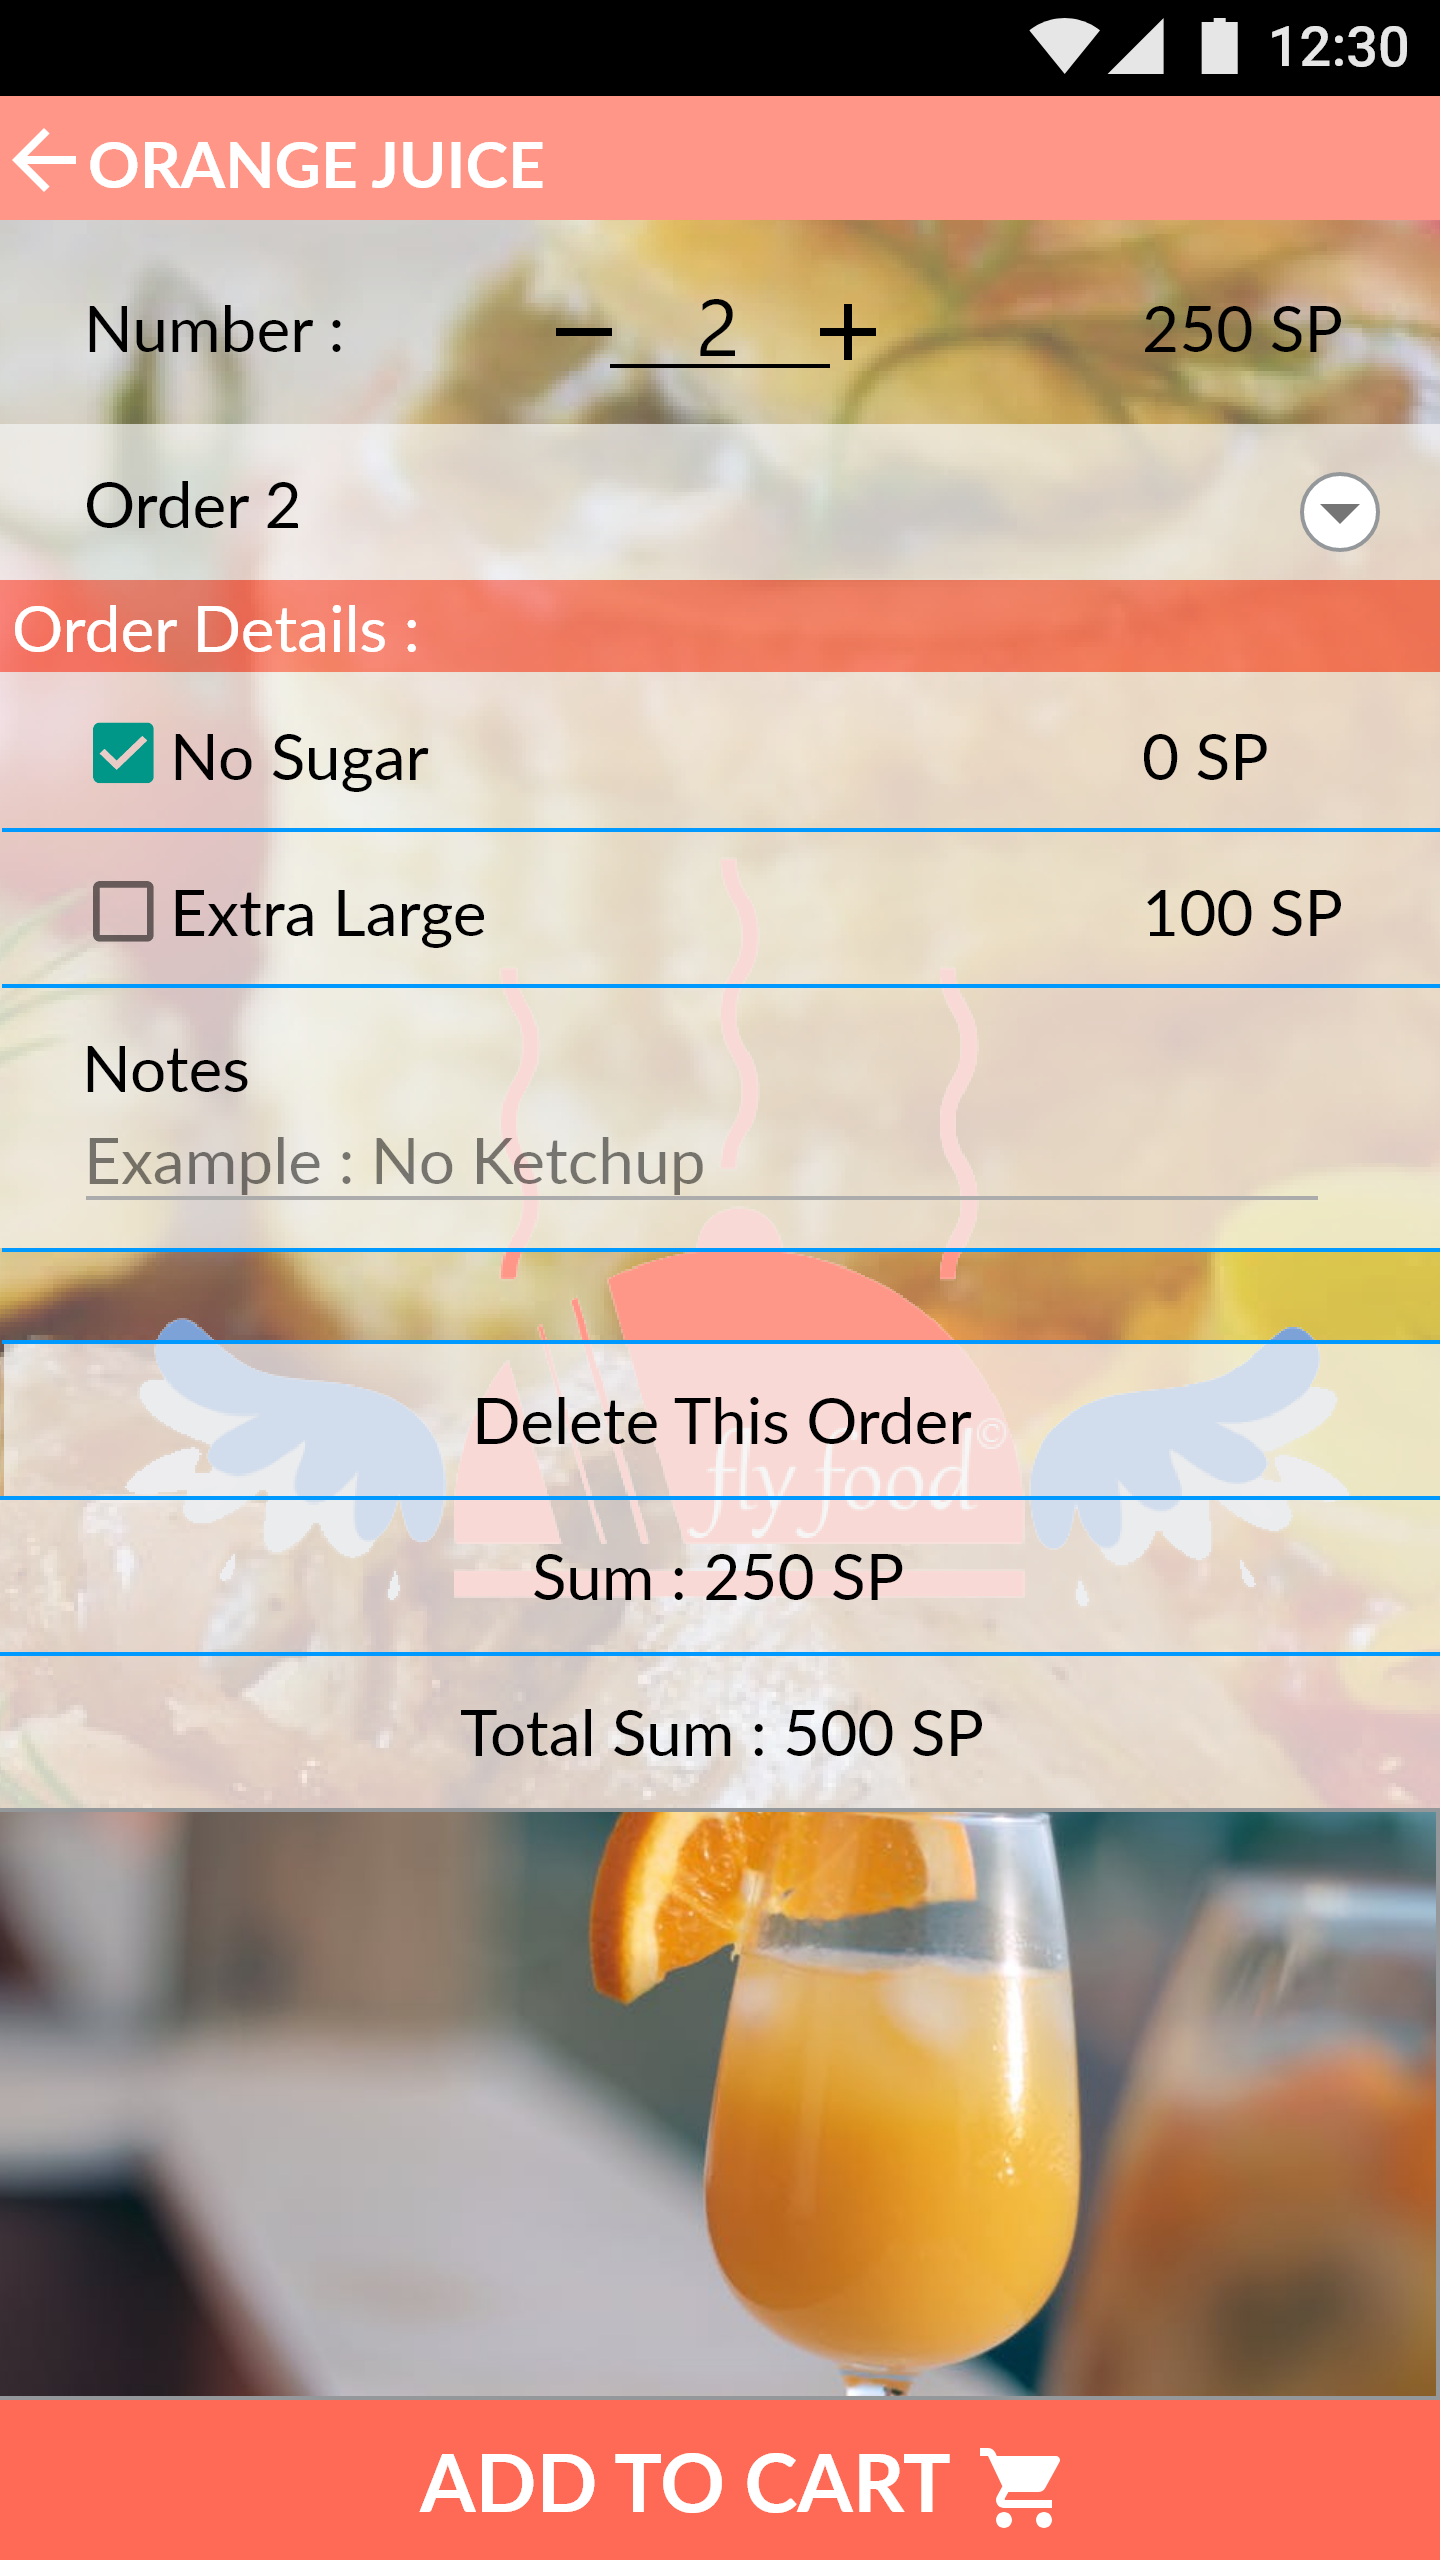 12:30
ORANGE JUICE
Number : 2 250 SP
Order 2
Order Details :
No Sugar 0 SP
Extra Large 100 SP
Notes
Example : No Ketchup
Delete This Order
fly food ©
Sum : 250 SP
Total Sum : 500 SP
ADD TO CART